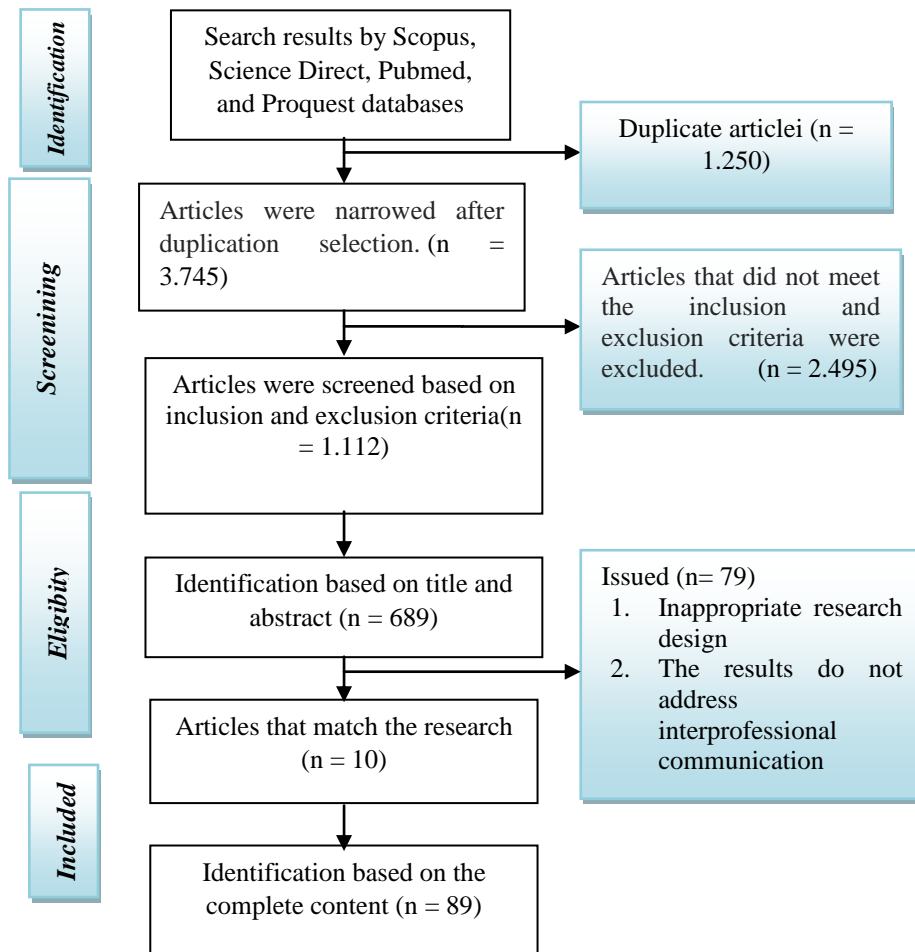 Identification
Search results by Scopus,
Science Direct, Pubmed,
and Proquest databases
Duplicate articlei (n =
1.250)
Screenining
Articles were narrowed after
duplication selection. (n =
3.745)
Articles that did not meet
the inclusion and
exclusion criteria were
excluded. (n = 2.495)
Articles were screened based on
inclusion and exclusion criteria(n
= 1.112)
Eligibity
Identification based on title and
abstract (n = 689)
Issued (n= 79)
1. Inappropriate research
design
2. The results do not
address
interprofessional
communication
Articles that match the research
(n = 10)
Included
Identification based on the
complete content (n = 89)